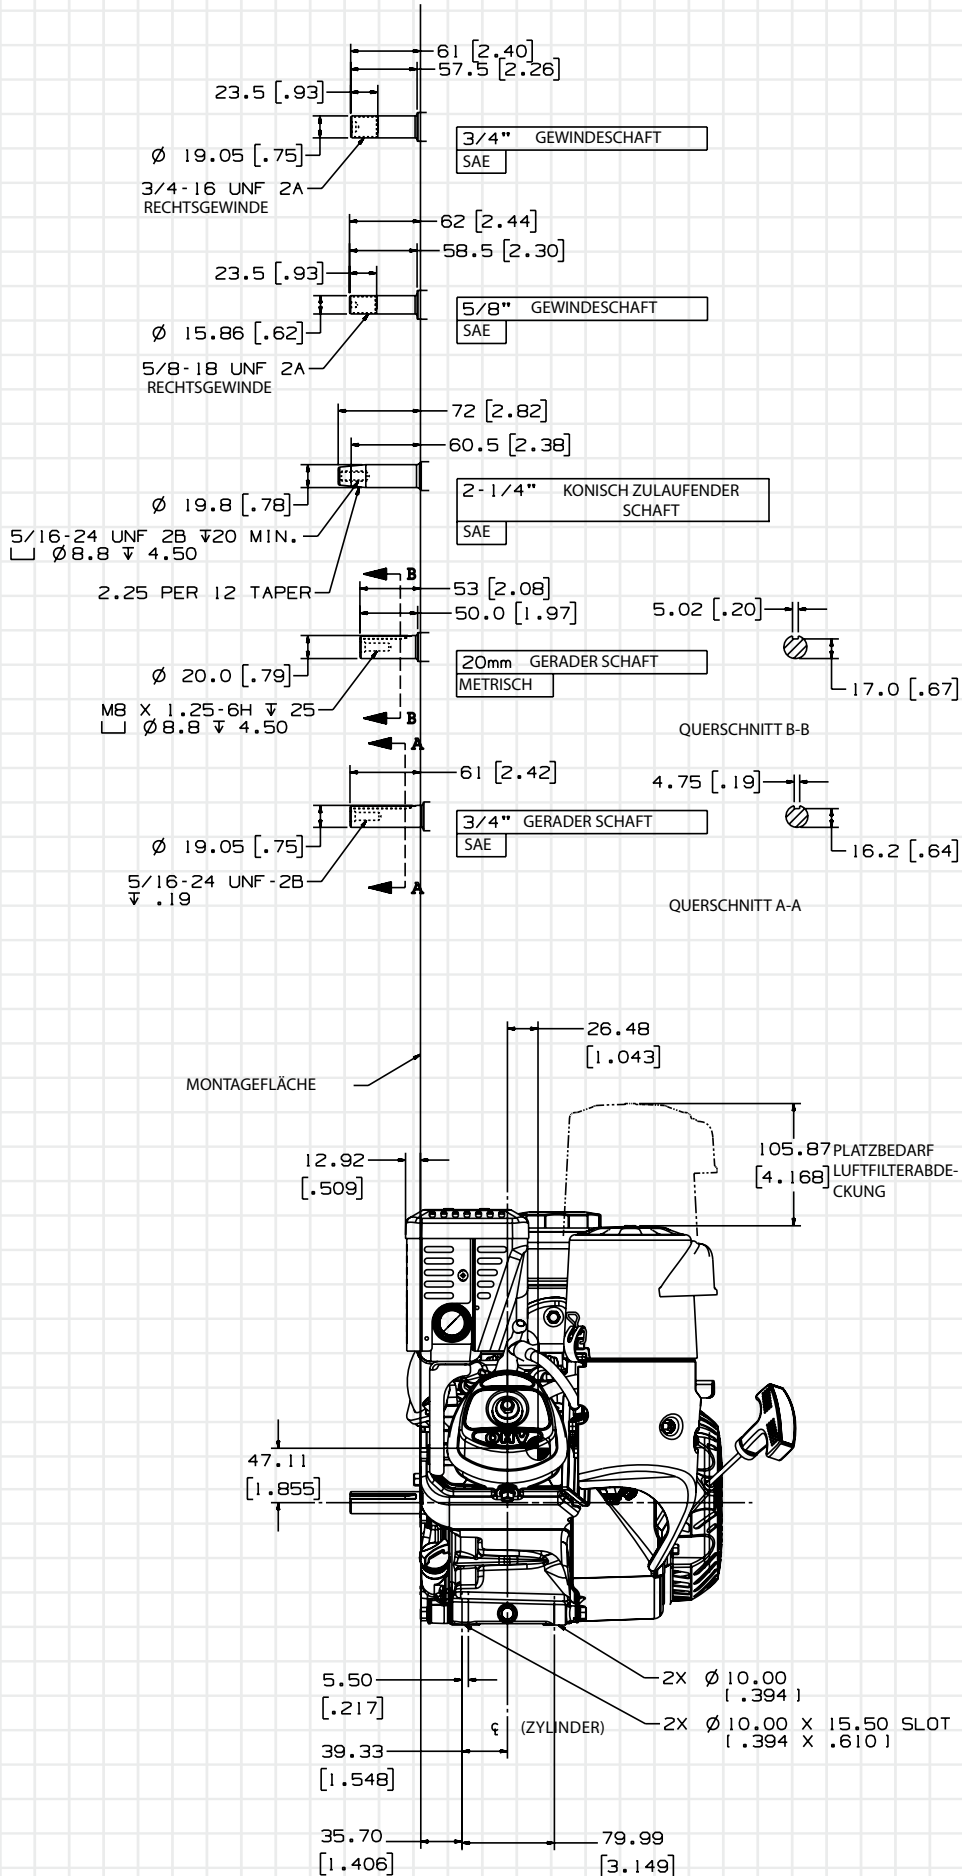 61 [2.40]
57.5 [2.26]
23.5 [.93]
3/4" GEWINDESCHAFT
SAE
Ø 19.05 [.75]
3/4-16 UNF 2A
RECHTSGEWINDE
62 [2.44]
58.5 [2.30]
23.5 [.93]
5/8" GEWINDESCHAFT
SAE
Ø 15.86 [.62]
5/8-18 UNF 2A
RECHTSGEWINDE
72 [2.82]
60.5 [2.38]
2-1/4" KONISCH ZULAUFENDER
SCHAFT
SAE
Ø 19.8 [.78]
5/16-24 UNF 2B ↧20 MIN.
⌴ Ø8.8 ↧ 4.50
2.25 PER 12 TAPER
B
53 [2.08]
50.0 [1.97]
5.02 [.20]
20mm GERADER SCHAFT
METRISCH
Ø 20.0 [.79]
17.0 [.67]
M8 X 1.25-6H ↧ 25
⌴ Ø8.8 ↧ 4.50
B
QUERSCHNITT B-B
A
61 [2.42]
4.75 [.19]
3/4" GERADER SCHAFT
SAE
Ø 19.05 [.75]
16.2 [.64]
5/16-24 UNF-2B
↧ .19
A
QUERSCHNITT A-A
26.48
[1.043]
MONTAGEFLÄCHE
105.87
[4.168]
PLATZBEDARF
LUFTFILTERABDE-
CKUNG
12.92
[.509]
OHV
47.11
[1.855]
5.50
[.217]
2X Ø 10.00
[.394]
℄ (ZYLINDER)
2X Ø 10.00 X 15.50 SLOT
[.394 X .610]
39.33
[1.548]
35.70
[1.406]
79.99
[3.149]